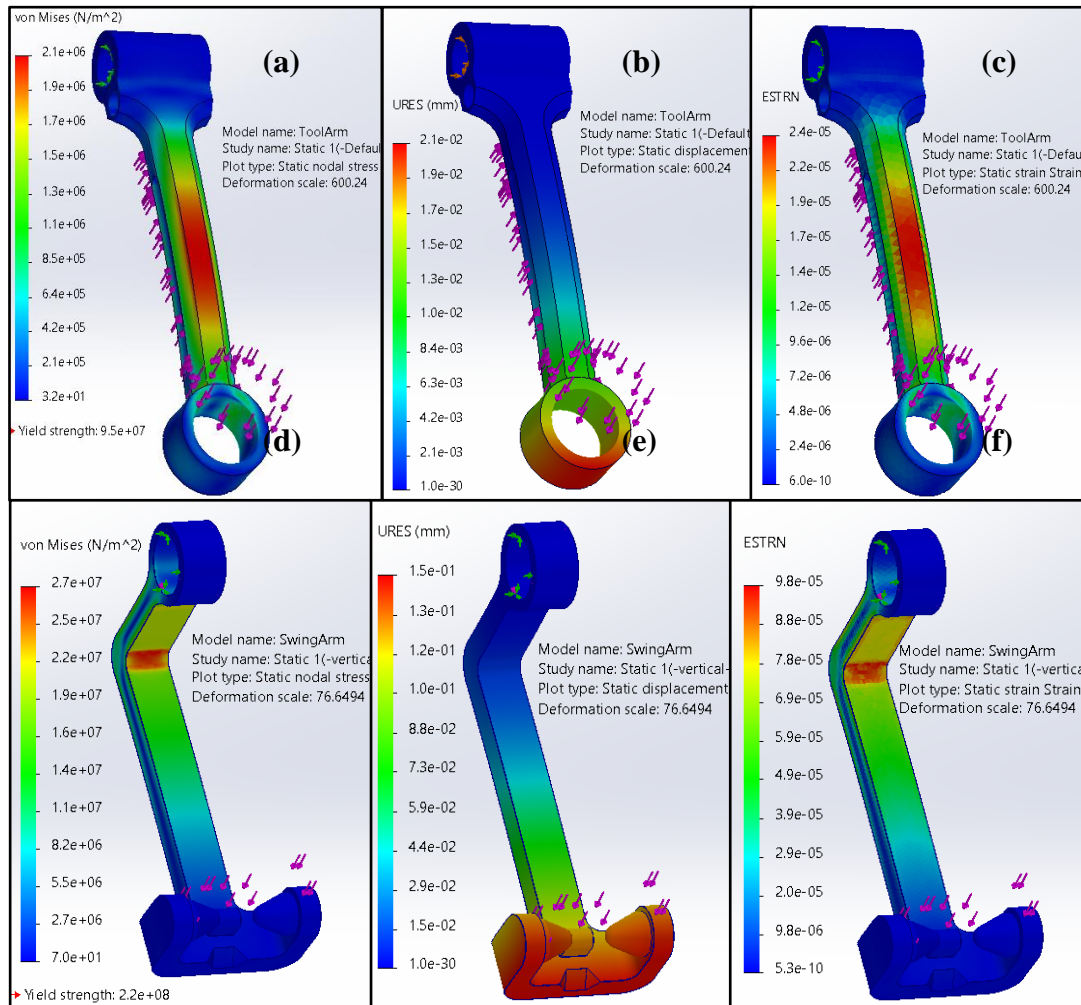 von Mises (N/m^2)
2.1e+06
1.9e+06
1.7e+06
1.5e+06
1.3e+06
1.1e+06
8.5e+05
6.4e+05
4.2e+05
2.1e+05
3.2e+01
Yield strength: 9.5e+07
(a)
Model name: ToolArm
Study name: Static 1(-Defaul
Plot type: Static nodal stress
Deformation scale: 600.24
(d)
URES (mm)
2.1e-02
1.9e-02
1.7e-02
1.5e-02
1.3e-02
1.0e-02
8.4e-03
6.3e-03
4.2e-03
2.1e-03
1.0e-30
(b)
Model name: ToolArm
Study name: Static 1(-Default
Plot type: Static displacement
Deformation scale: 600.24
(e)
ESTRN
2.4e-05
2.2e-05
1.9e-05
1.7e-05
1.4e-05
1.2e-05
9.6e-06
7.2e-06
4.8e-06
2.4e-06
6.0e-10
(c)
Model name: ToolArm
Study name: Static 1(-Defau
Plot type: Static strain Strain
Deformation scale: 600.24
(f)
von Mises (N/m^2)
2.7e+07
2.5e+07
2.2e+07
1.9e+07
1.6e+07
1.4e+07
1.1e+07
8.2e+06
5.5e+06
2.7e+06
7.0e+01
Yield strength: 2.2e+08
Model name: SwingArm
Study name: Static 1(-vertica
Plot type: Static nodal stress
Deformation scale: 76.6494
URES (mm)
1.5e-01
1.3e-01
1.2e-01
1.0e-01
8.8e-02
7.3e-02
5.9e-02
4.4e-02
2.9e-02
1.5e-02
1.0e-30
Model name: SwingArm
Study name: Static 1(-vertical-
Plot type: Static displacement
Deformation scale: 76.6494
ESTRN
9.8e-05
8.8e-05
7.8e-05
6.9e-05
5.9e-05
4.9e-05
3.9e-05
2.9e-05
2.0e-05
9.8e-06
5.3e-10
Model name: SwingArm
Study name: Static 1(-vertica
Plot type: Static strain Strain
Deformation scale: 76.6494